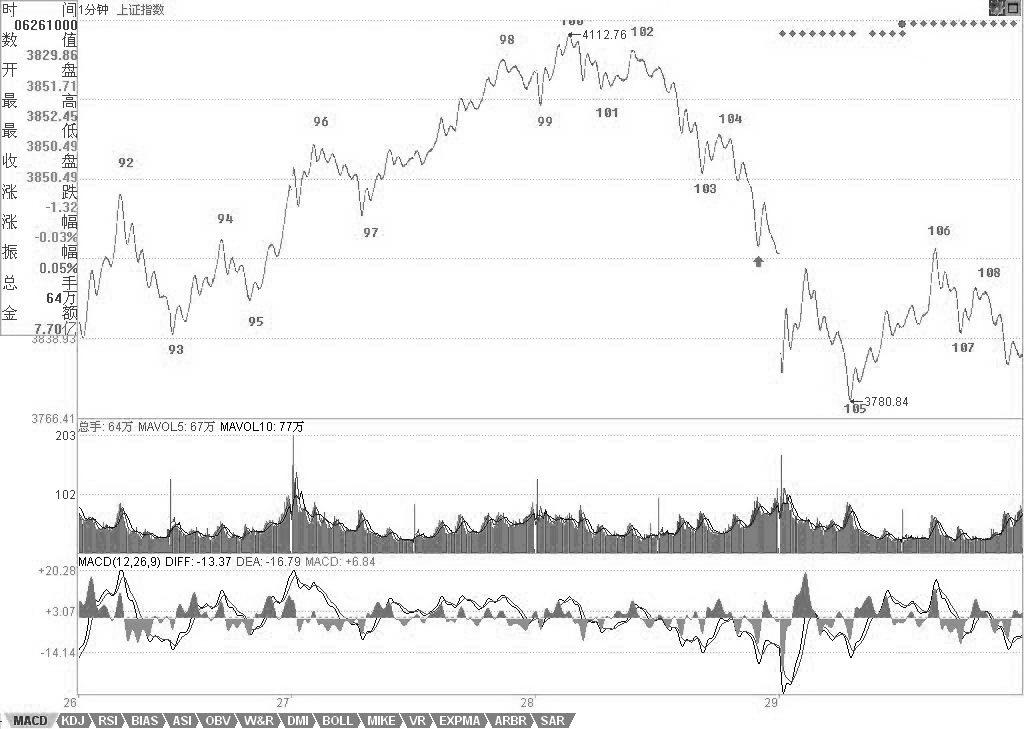 时 间 1分钟 上证指数
06261000
数 值
3829.86
开 盘
3851.71
最 高
3852.45
最 低
3850.49
收 盘
3850.49
涨 跌
-1.32
涨 幅
-0.03%
振 幅
0.05%
总 手
64万
金 额
7.70亿
3838.93
3766.41
92
93
94
95
96
97
98
99
100
4112.76
101
102
103
104
105
3780.84
106
107
108
总手: 64万 MAVOL5: 67万 MAVOL10: 77万
203
102
MACD(12,26,9) DIFF: -13.37 DEA: -16.79 MACD: +6.84
+20.28
+3.07
-14.14
26 27 28 29
MACD KDJ RSI BIAS ASI OBV W&R DMI BOLL MIKE VR EXPMA ARBR SAR